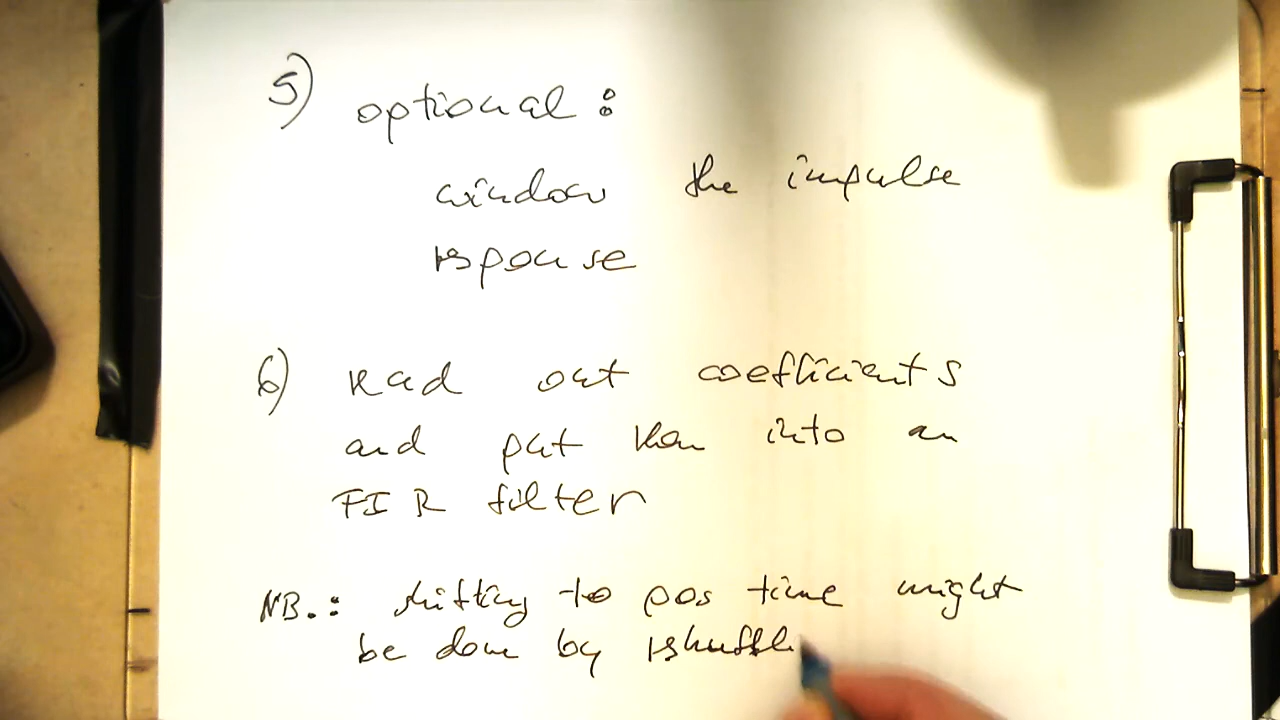 5) optional :
window the impulse
response
6) read out coefficients
and put them into an
FIR filter
NB.: shifting to pos time might
be done by reshuffli